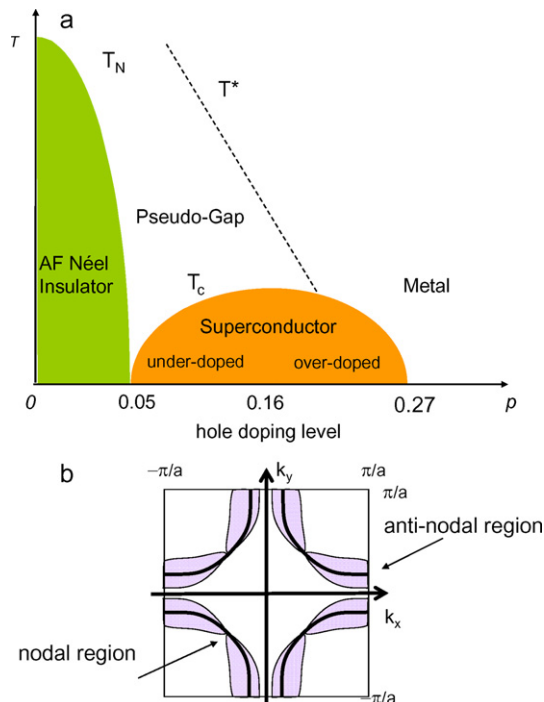 a
T
T_N
T*
Pseudo-Gap
AF Néel
Insulator
T_c
Metal
Superconductor
under-doped
over-doped
0
0.05
0.16
0.27
p
hole doping level
b
−π/a
k_y
π/a
π/a
anti-nodal region
k_x
nodal region
−π/a